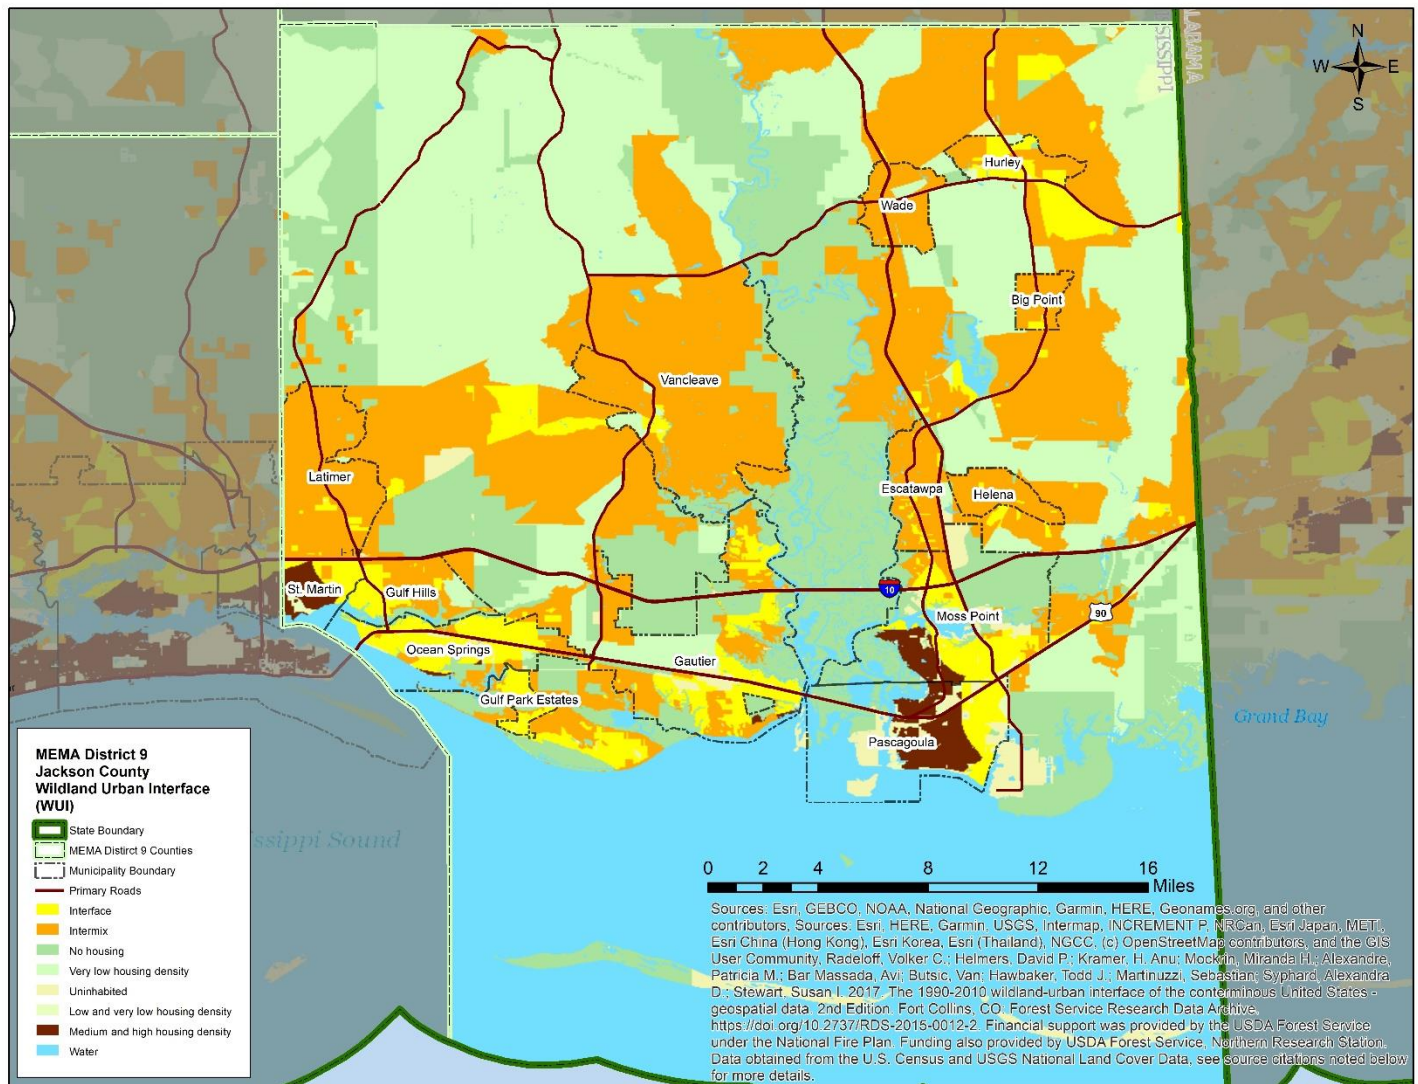 ALABAMA
SISSIPPI
N
W E
S
Hurley
Wade
Big Point
Vancleave
Latimer
Escatawpa
Helena
I- 10
St. Martin
Gulf Hills
10
90
Moss Point
Ocean Springs
Gautier
Gulf Park Estates
Pascagoula
Grand Bay
ssissippi Sound
MEMA District 9
Jackson County
Wildland Urban Interface
(WUI)
State Boundary
MEMA Distirct 9 Counties
Municipality Boundary
Primary Roads
Interface
Intermix
No housing
Very low housing density
Uninhabited
Low and very low housing density
Medium and high housing density
Water
0 2 4 8 12 16
Miles
Sources: Esri, GEBCO, NOAA, National Geographic, Garmin, HERE, Geonames.org, and other
contributors, Sources: Esri, HERE, Garmin, USGS, Intermap, INCREMENT P, NRCan, Esri Japan, METI,
Esri China (Hong Kong), Esri Korea, Esri (Thailand), NGCC, (c) OpenStreetMap contributors, and the GIS
User Community, Radeloff, Volker C.; Helmers, David P.; Kramer, H. Anu; Mockrin, Miranda H.; Alexandre,
Patricia M.; Bar Massada, Avi; Butsic, Van; Hawbaker, Todd J.; Martinuzzi, Sebastian; Syphard, Alexandra
D.; Stewart, Susan I. 2017. The 1990-2010 wildland-urban interface of the conterminous United States -
geospatial data. 2nd Edition. Fort Collins, CO. Forest Service Research Data Archive.
https://doi.org/10.2737/RDS-2015-0012-2. Financial support was provided by the USDA Forest Service
under the National Fire Plan. Funding also provided by USDA Forest Service, Northern Research Station.
Data obtained from the U.S. Census and USGS National Land Cover Data, see source citations noted below
for more details.